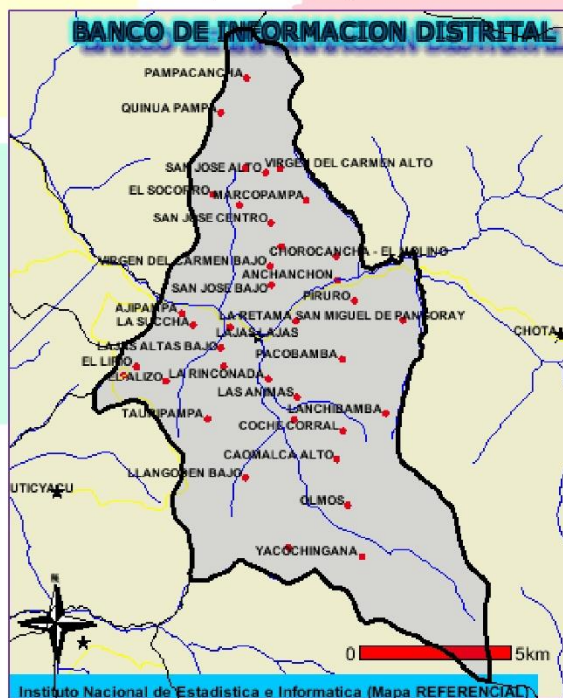 BANCO DE INFORMACION DISTRITAL
PAMPACANCHA
QUINUA PAMPA
SAN JOSE ALTO
VIRGEN DEL CARMEN ALTO
EL SOCORRO
MARCOPAMPA
SAN JOSE CENTRO
CHOROCANCHA - EL MOLINO
VIRGEN DEL CARMEN BAJO
ANCHANCHON
SAN JOSE BAJO
PIRURO
AJIPAMPA
LA RETAMA
SAN MIGUEL DE PANGORAY
LA SUCCHA
LAJAS LAJAS
CHOTA
LAJAS ALTAS BAJO
PACOBAMBA
EL LIRIO
EL ALIZO
LA RINCONADA
LAS ANIMAS
LANCHIBAMBA
TAURIPAMPA
COCHE CORRAL
CAOMALCA ALTO
LLANGODEN BAJO
UTICYACU
OLMOS
YACOCHINGANA
N
0 5km
Instituto Nacional de Estadistica e Informatica (Mapa REFERENCIAL)